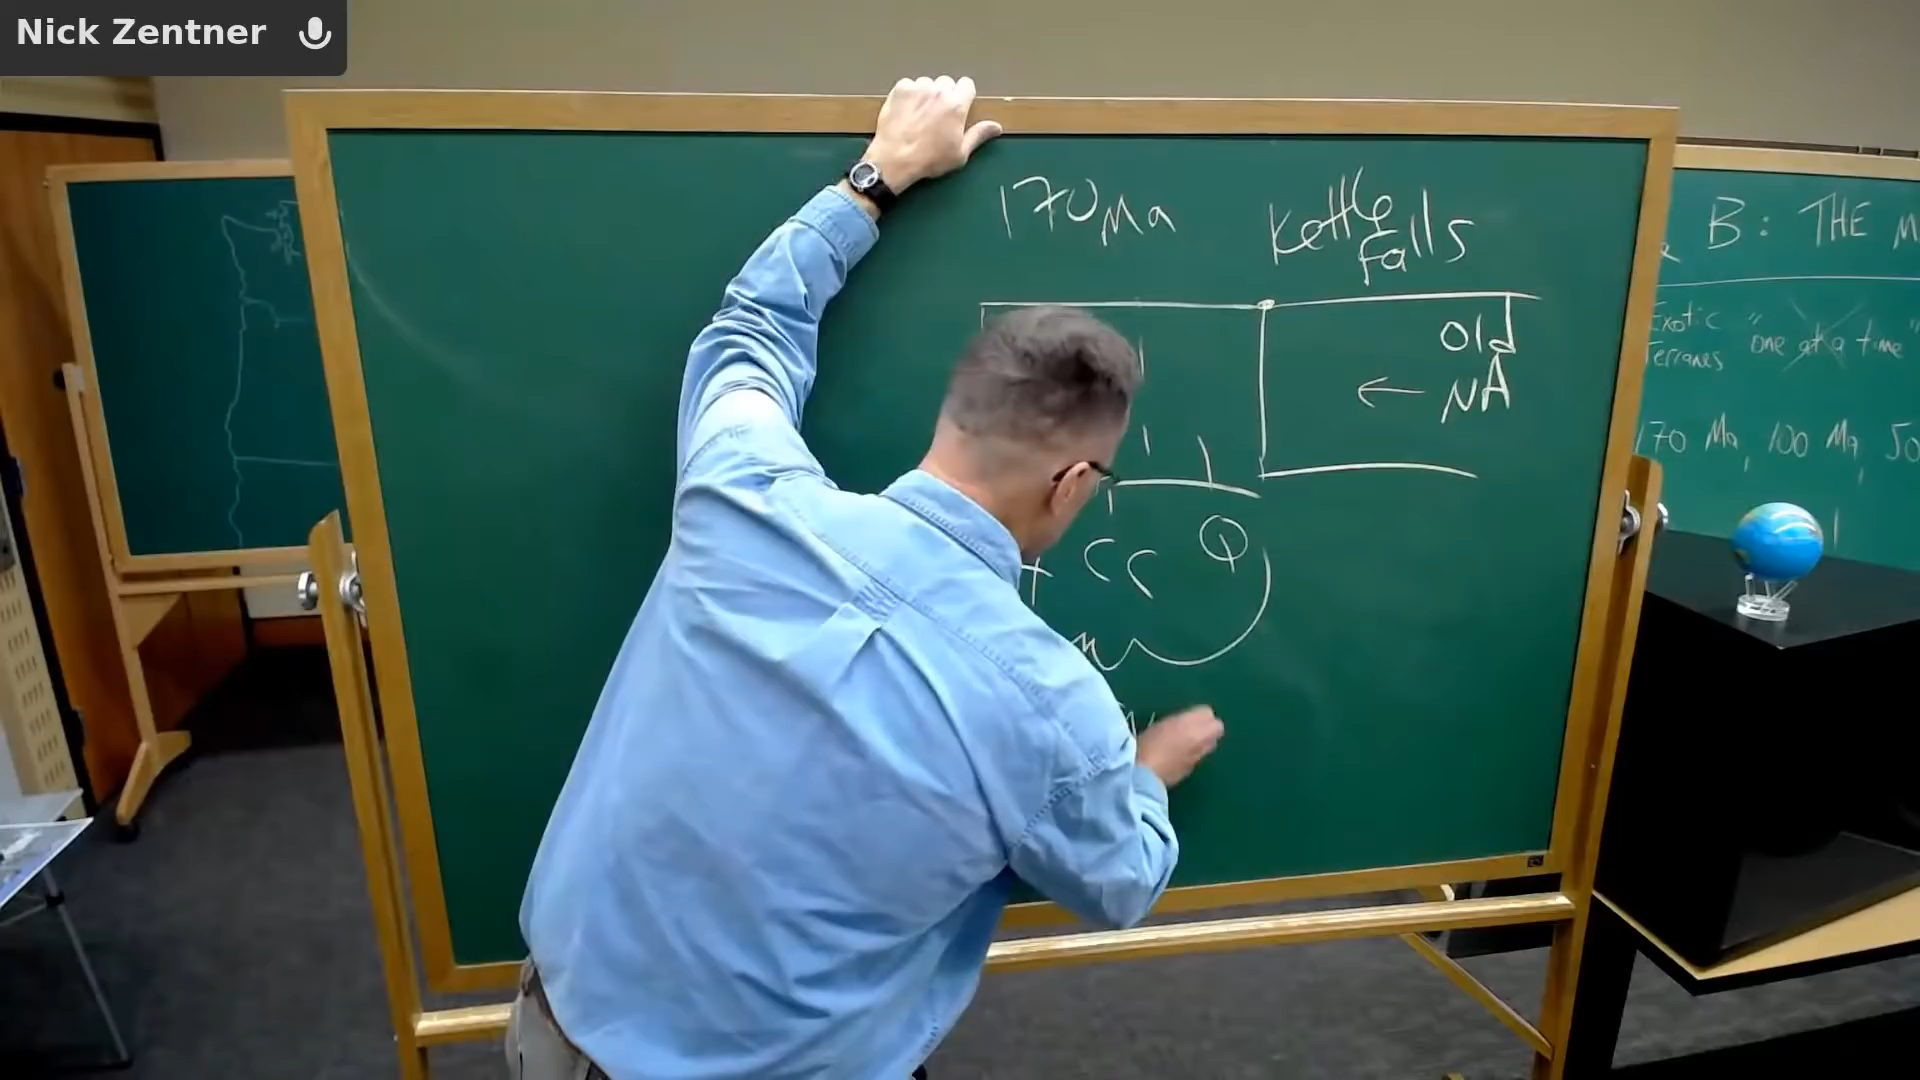 Nick Zentner
170 Ma
Kettle
falls
Old
← NA
B: THE M
Exotic
Terranes
"one at a time"
170 Ma, 100 Ma, 50